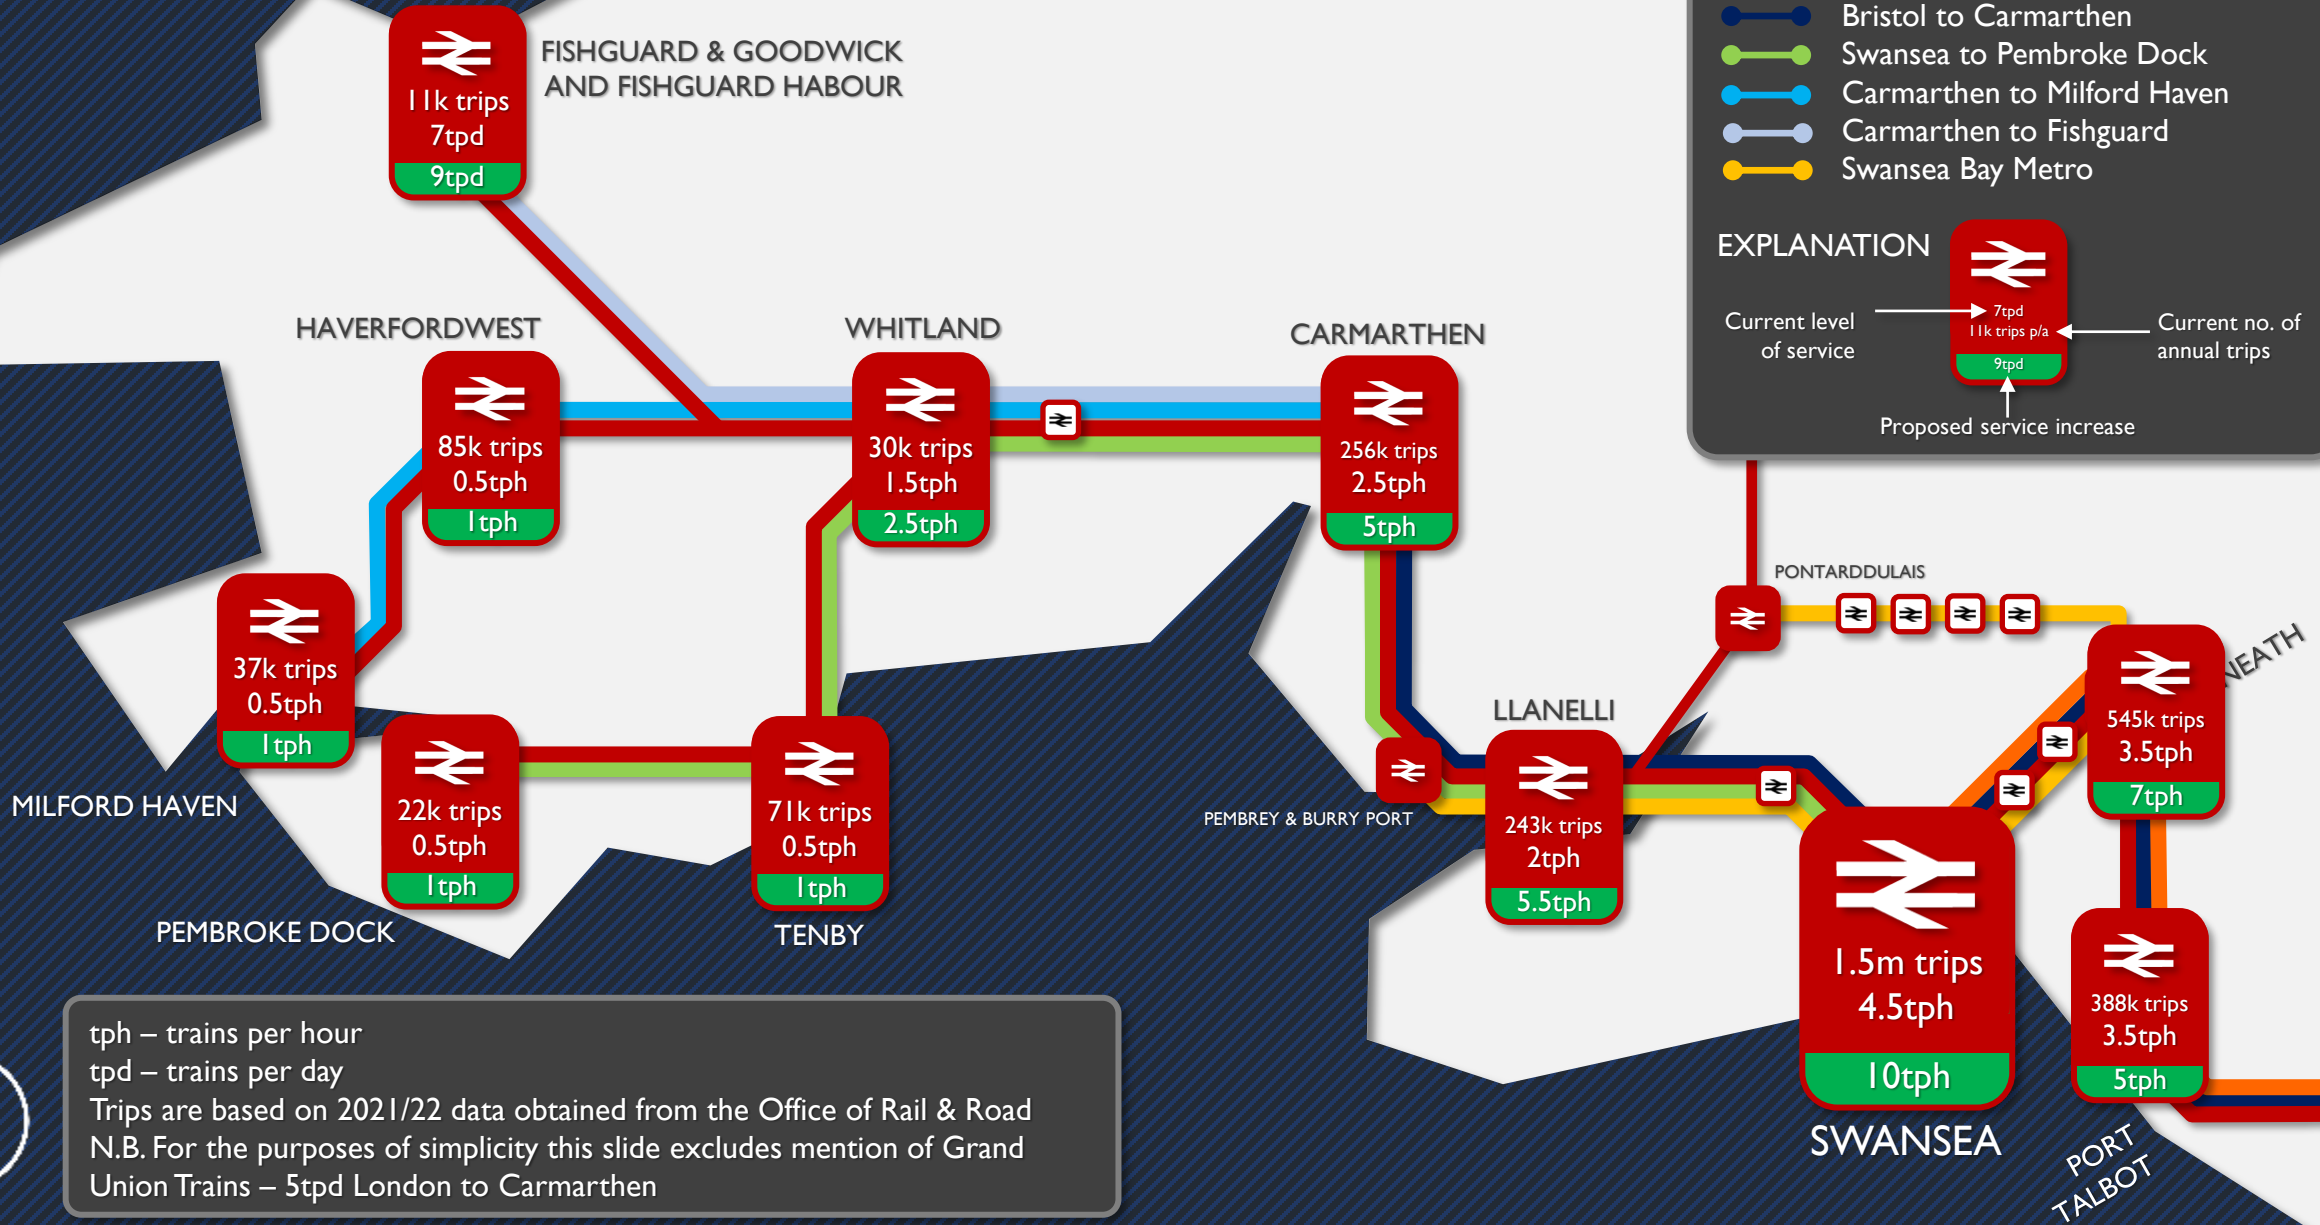 Bristol to Carmarthen
Swansea to Pembroke Dock
Carmarthen to Milford Haven
Carmarthen to Fishguard
Swansea Bay Metro
EXPLANATION
7tpd
11k trips p/a
9tpd
Current level
of service
Current no. of
annual trips
Proposed service increase
FISHGUARD & GOODWICK
AND FISHGUARD HABOUR
11k trips
7tpd
9tpd
HAVERFORDWEST
85k trips
0.5tph
1tph
WHITLAND
30k trips
1.5tph
2.5tph
CARMARTHEN
256k trips
2.5tph
5tph
PONTARDDULAIS
NEATH
545k trips
3.5tph
7tph
37k trips
0.5tph
1tph
MILFORD HAVEN
22k trips
0.5tph
1tph
PEMBROKE DOCK
71k trips
0.5tph
1tph
TENBY
PEMBREY & BURRY PORT
LLANELLI
243k trips
2tph
5.5tph
1.5m trips
4.5tph
10tph
SWANSEA
388k trips
3.5tph
5tph
PORT
TALBOT
tph – trains per hour
tpd – trains per day
Trips are based on 2021/22 data obtained from the Office of Rail & Road
N.B. For the purposes of simplicity this slide excludes mention of Grand
Union Trains – 5tpd London to Carmarthen